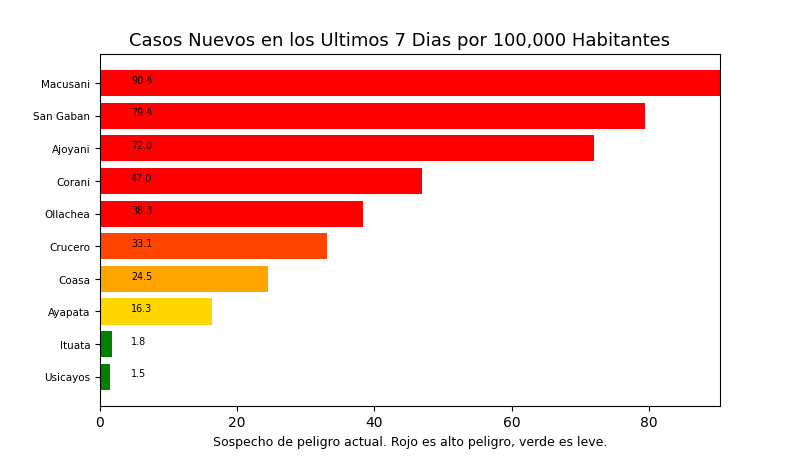 Casos Nuevos en los Ultimos 7 Dias por 100,000 Habitantes
Macusani 90.4
San Gaban 79.4
Ajoyani 72.0
Corani 47.0
Ollachea 38.3
Crucero 33.1
Coasa 24.5
Ayapata 16.3
Ituata 1.8
Usicayos 1.5
0 20 40 60 80
Sospecho de peligro actual. Rojo es alto peligro, verde es leve.